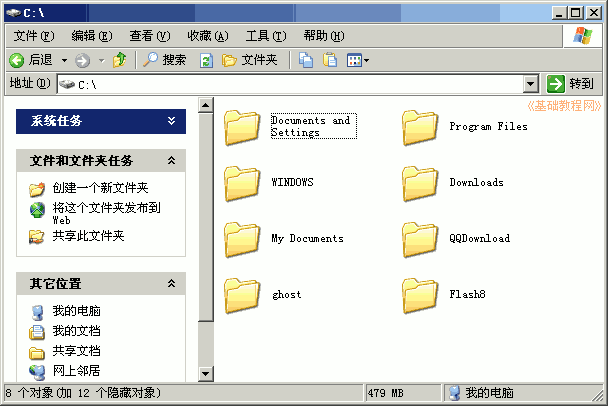 C:\
文件(F) 编辑(E) 查看(V) 收藏(A) 工具(T) 帮助(H)
后退 搜索 文件夹
地址(D) C:\ 转到
《基础教程网》
系统任务
文件和文件夹任务
创建一个新文件夹
将这个文件夹发布到
Web
共享此文件夹
其它位置
我的电脑
我的文档
共享文档
网上邻居
Documents and
Settings
Program Files
WINDOWS
Downloads
My Documents
QQDownload
ghost
Flash8
8 个对象(加 12 个隐藏对象)
479 MB
我的电脑